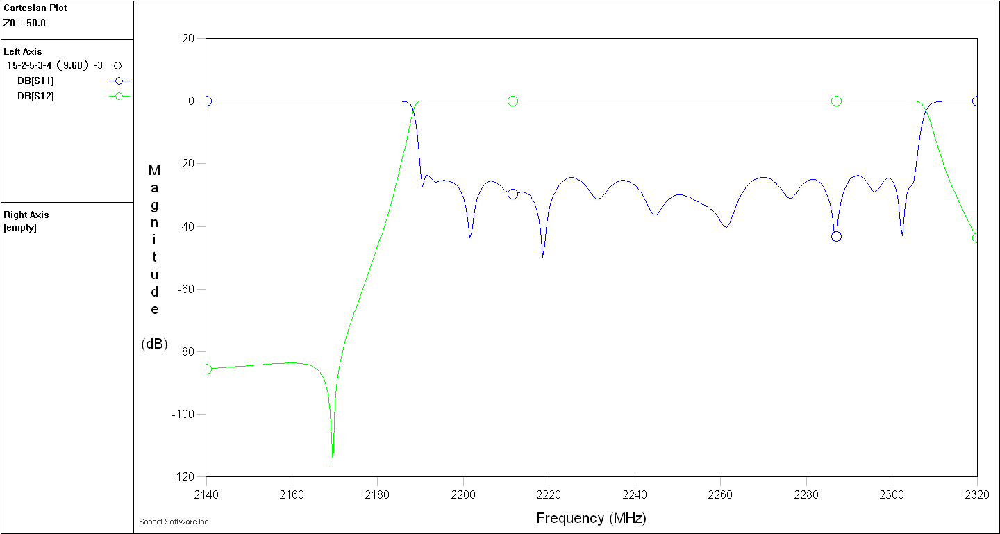 Cartesian Plot
Z0 = 50.0
Left Axis
15-2-5-3-4 (9.68) -3
DB[S11]
DB[S12]
Right Axis
[empty]
20
0
-20
-40
-60
-80
-100
-120
Magnitude
(dB)
2140 2160 2180 2200 2220 2240 2260 2280 2300 2320
Frequency (MHz)
Sonnet Software Inc.